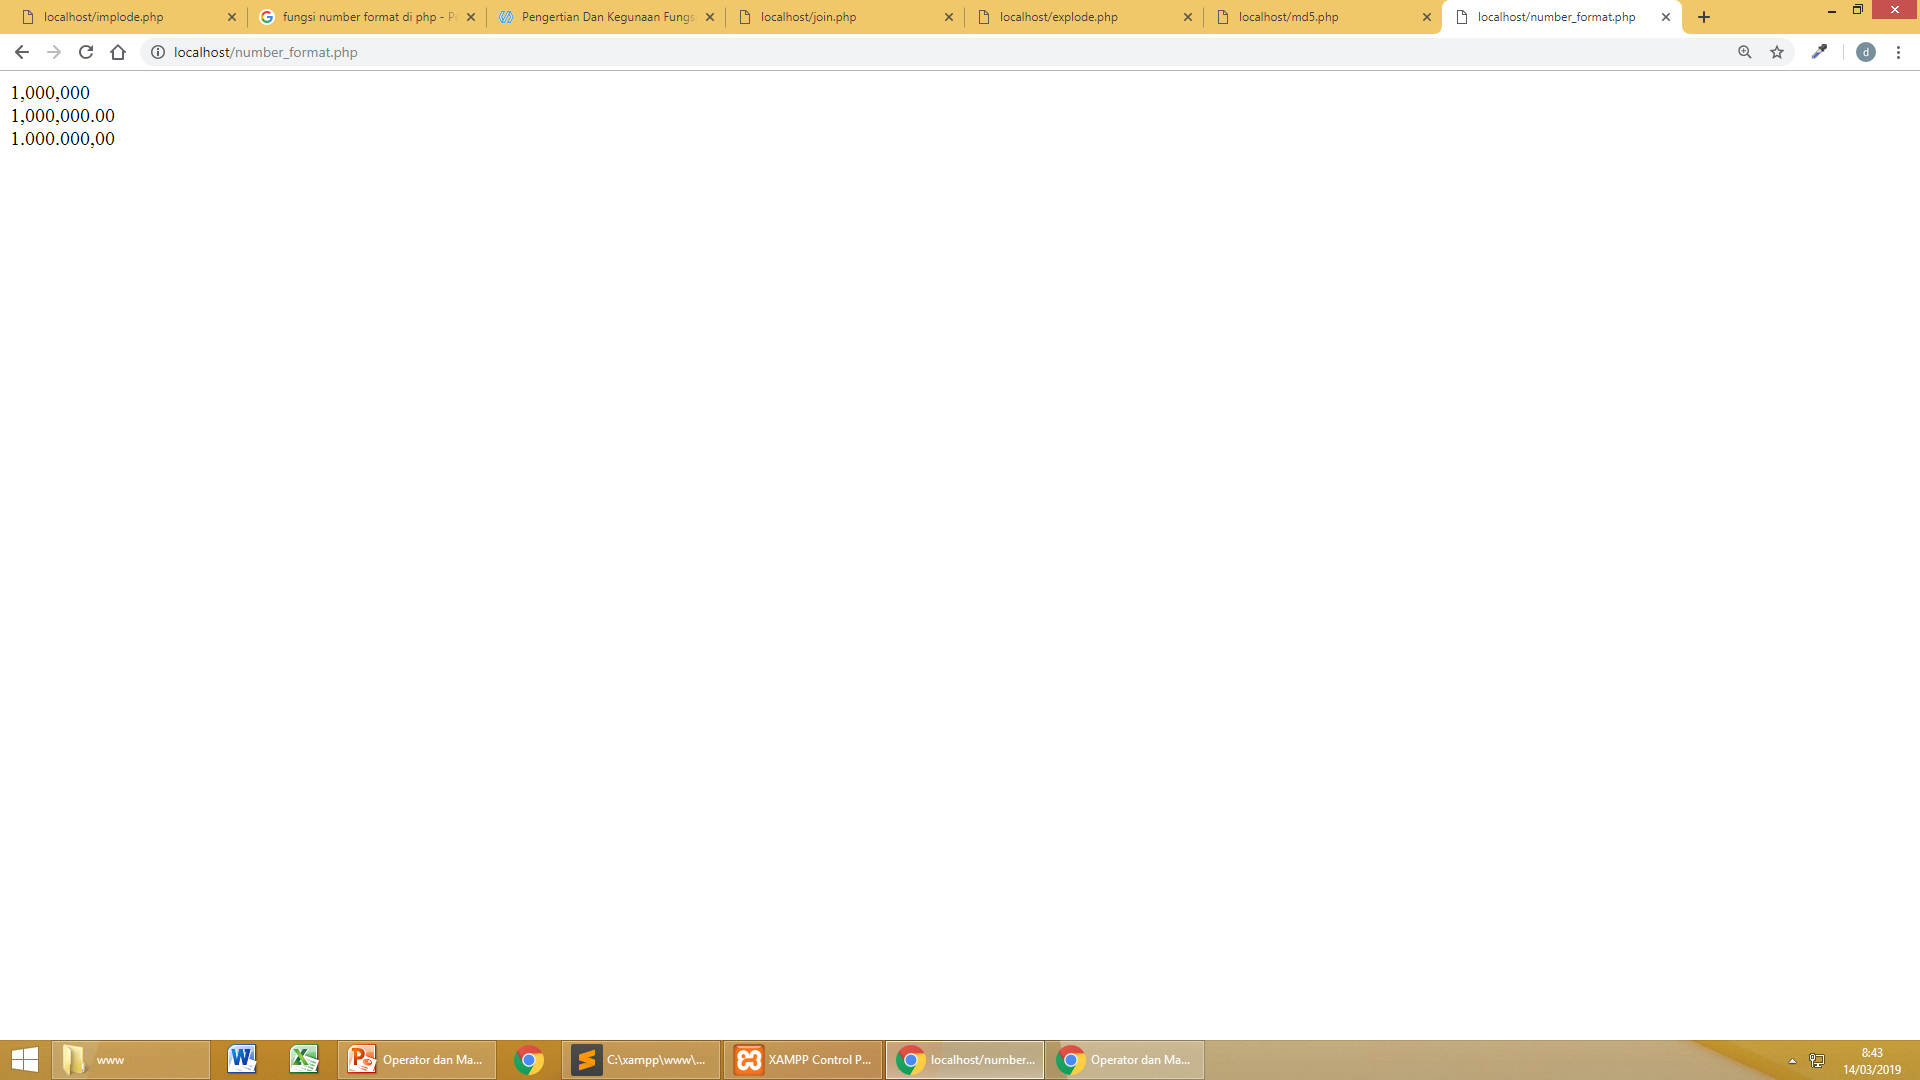 localhost/implode.php
fungsi number format di php - P
Pengertian Dan Kegunaan Fungs
localhost/join.php
localhost/explode.php
localhost/md5.php
localhost/number_format.php
localhost/number_format.php
d
1,000,000
1,000,000.00
1.000.000,00
www
Operator dan Ma...
C:\xampp\www\...
XAMPP Control P...
localhost/number...
Operator dan Ma...
8:43
14/03/2019